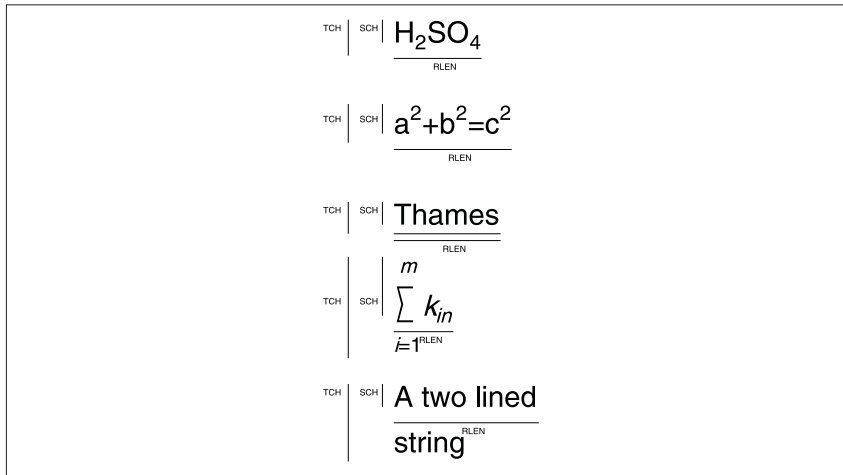 TCH SCH H₂SO₄
RLEN
TCH SCH a²+b²=c²
RLEN
TCH SCH Thames
RLEN
m
TCH SCH ∑ kᵢₙ
i=1 RLEN
TCH SCH A two lined
RLEN
string